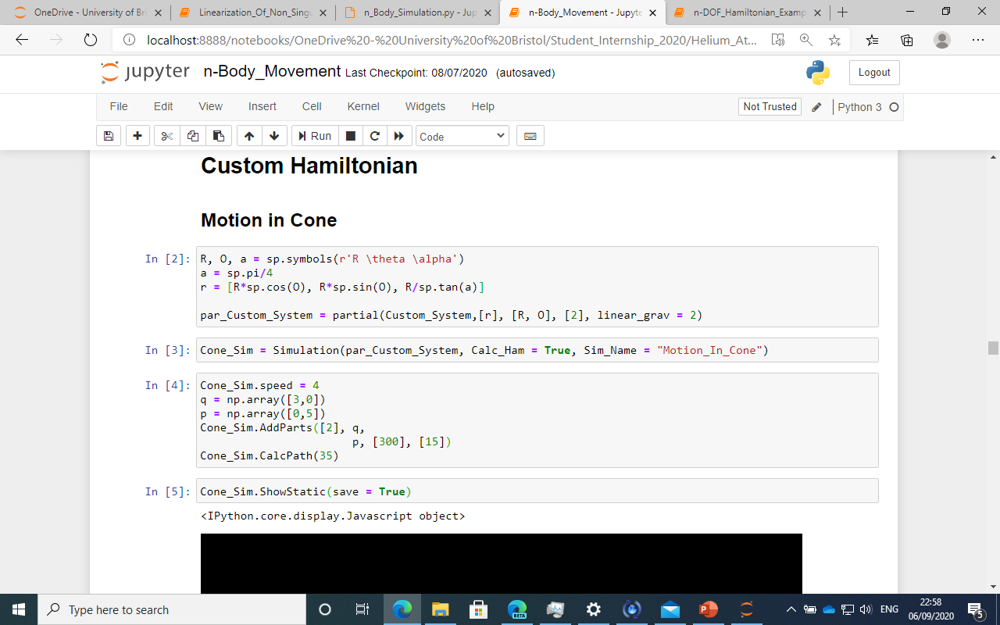 OneDrive - University of Bri
Linearization_Of_Non_Singu
n_Body_Simulation.py - Jup
n-Body_Movement - Jupyte
n-DOF_Hamiltonian_Examp
localhost:8888/notebooks/OneDrive%20-%20University%20of%20Bristol/Student_Internship_2020/Helium_At...
jupyter n-Body_Movement Last Checkpoint: 08/07/2020 (autosaved)
Logout
File Edit View Insert Cell Kernel Widgets Help
Not Trusted
Python 3
Run
Code
Custom Hamiltonian
Motion in Cone
In [2]: R, O, a = sp.symbols(r'R \theta \alpha')
a = sp.pi/4
r = [R*sp.cos(O), R*sp.sin(O), R/sp.tan(a)]
par_Custom_System = partial(Custom_System,[r], [R, O], [2], linear_grav = 2)
In [3]: Cone_Sim = Simulation(par_Custom_System, Calc_Ham = True, Sim_Name = "Motion_In_Cone")
In [4]: Cone_Sim.speed = 4
q = np.array([3,0])
p = np.array([0,5])
Cone_Sim.AddParts([2], q,
p, [300], [15])
Cone_Sim.CalcPath(35)
In [5]: Cone_Sim.ShowStatic(save = True)
<IPython.core.display.Javascript object>
Type here to search
BETA
P
ENG
22:58
06/09/2020
5